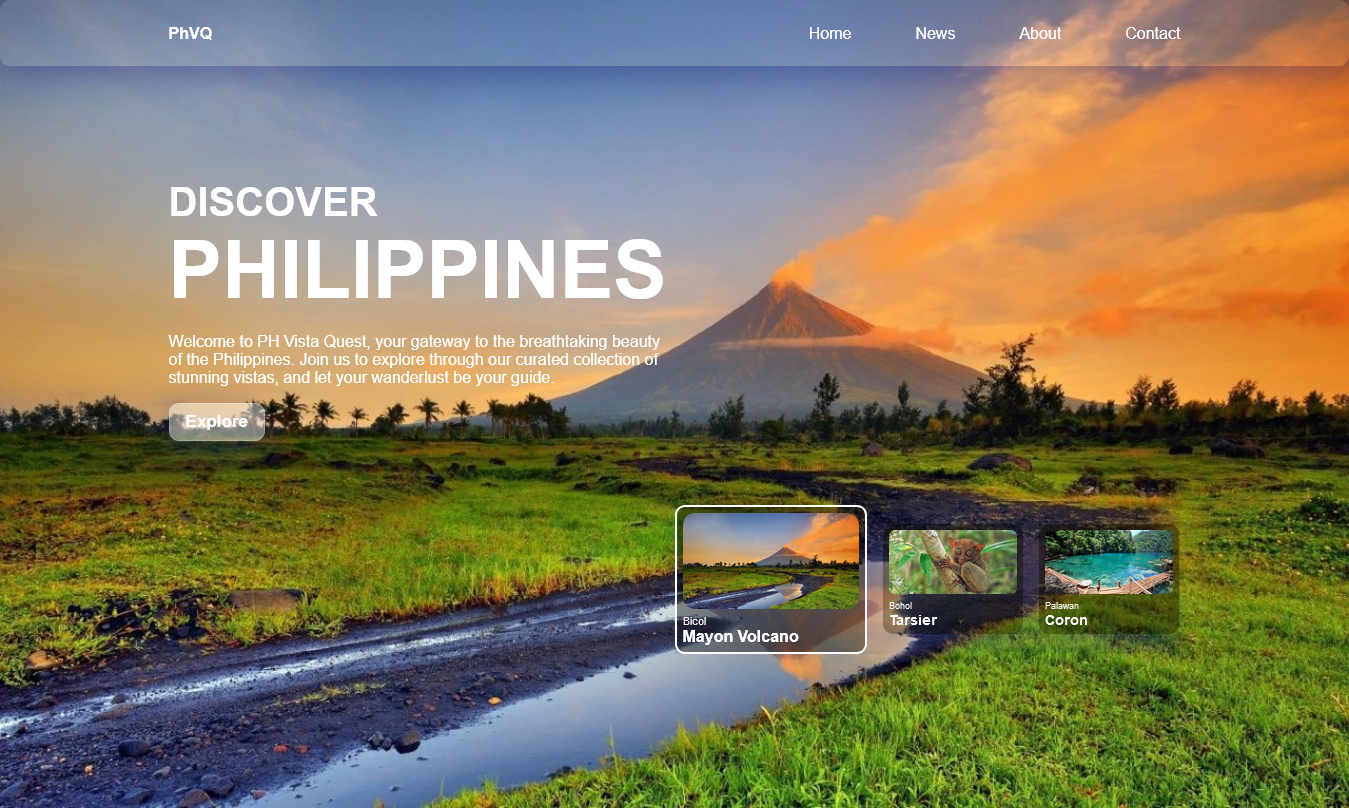 PhVQ
Home News About Contact
DISCOVER
PHILIPPINES
Welcome to PH Vista Quest, your gateway to the breathtaking beauty
of the Philippines. Join us to explore through our curated collection of
stunning vistas, and let your wanderlust be your guide.
Explore
Bicol
Mayon Volcano
Bohol
Tarsier
Palawan
Coron